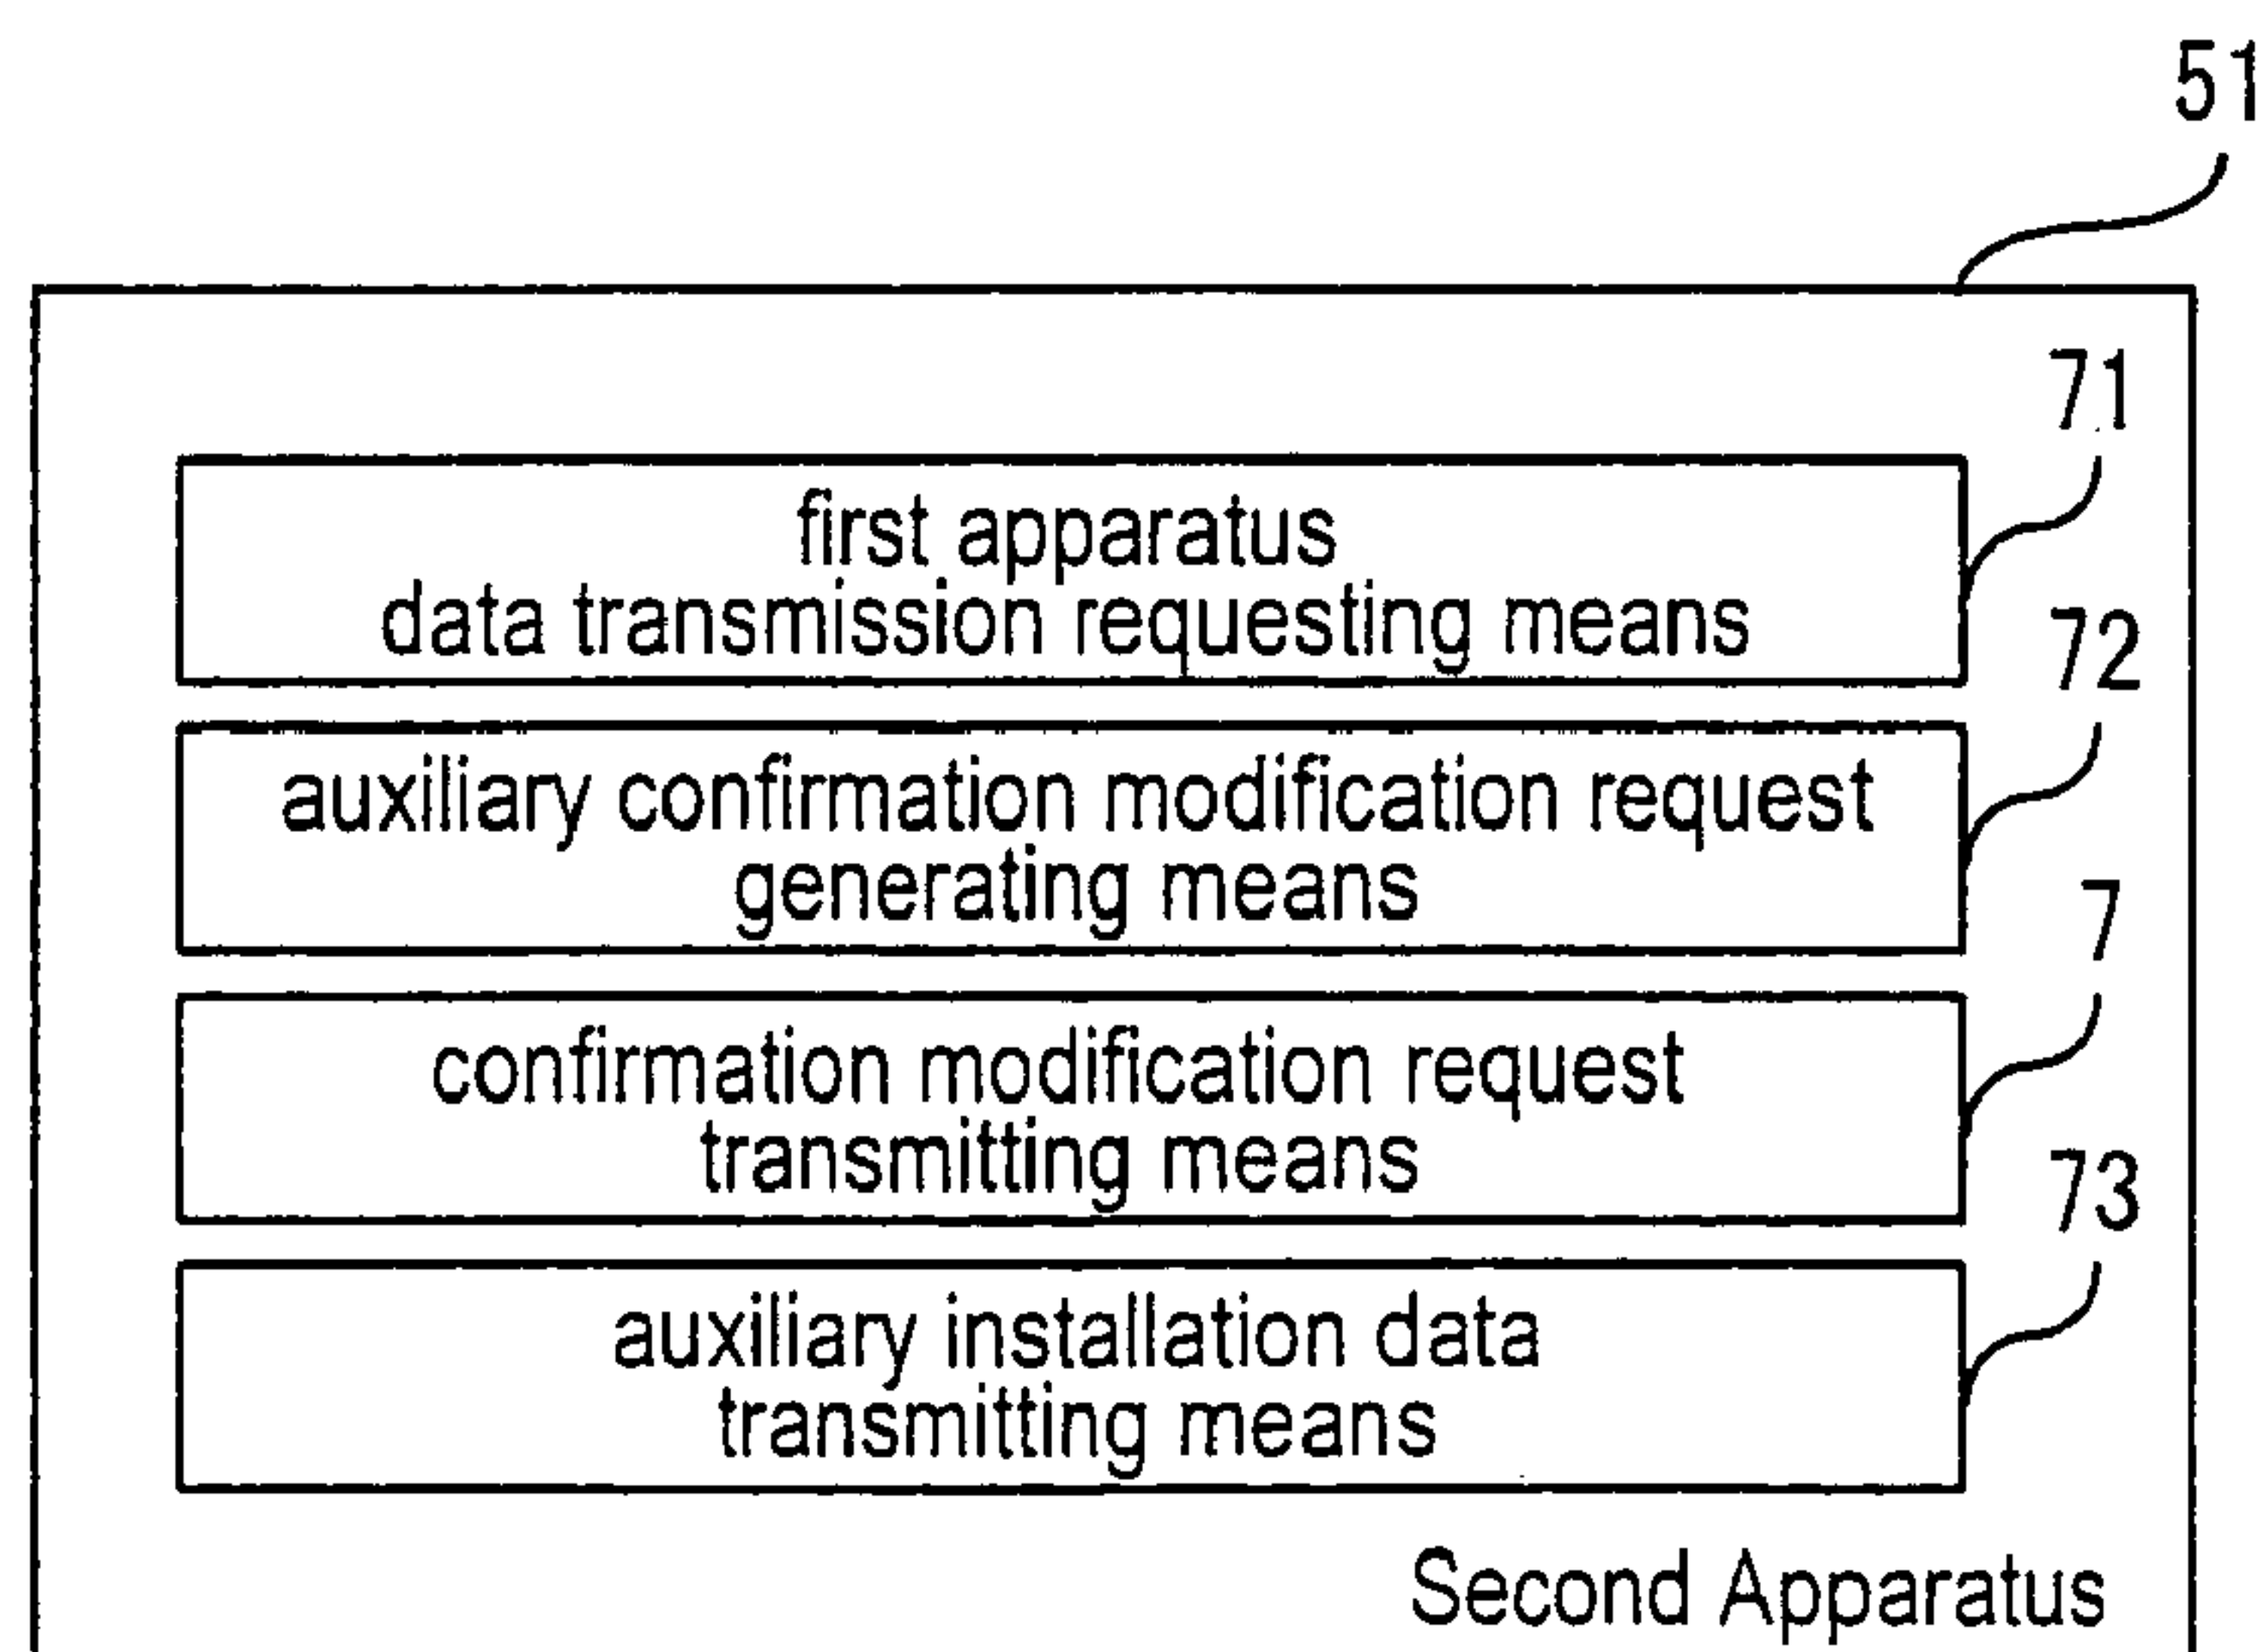 51
71
first apparatus
data transmission requesting means
72
auxiliary confirmation modification request
generating means
7
confirmation modification request
transmitting means
73
auxiliary installation data
transmitting means
Second Apparatus